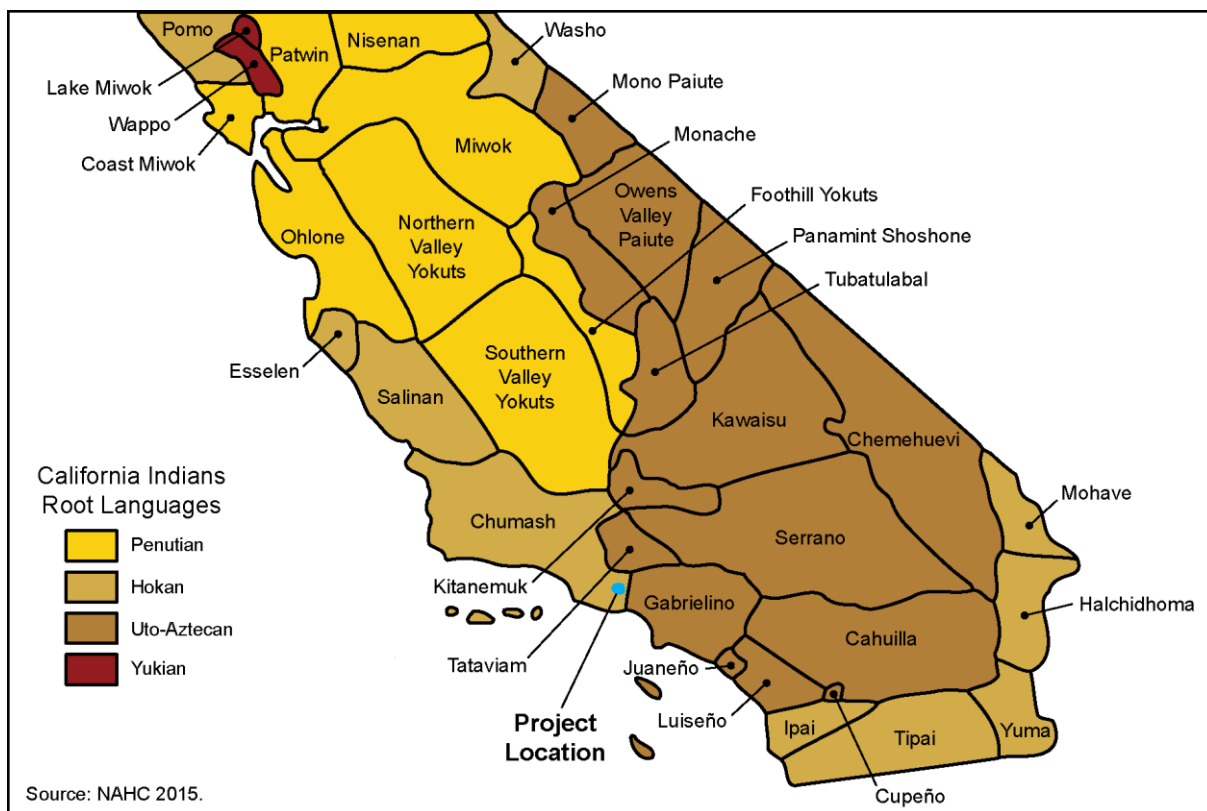 Pomo
Patwin
Nisenan
Washo
Lake Miwok
Mono Paiute
Wappo
Monache
Coast Miwok
Miwok
Owens
Valley
Paiute
Foothill Yokuts
Ohlone
Northern
Valley
Yokuts
Panamint Shoshone
Tubatulabal
Esselen
Southern
Valley
Yokuts
Salinan
Kawaisu
Chemehuevi
California Indians
Root Languages
Penutian
Hokan
Uto-Aztecan
Yukian
Chumash
Serrano
Mohave
Kitanemuk
Gabrielino
Halchidhoma
Cahuilla
Tataviam
Juaneño
Luiseño
Project
Location
Ipai
Tipai
Yuma
Cupeño
Source: NAHC 2015.